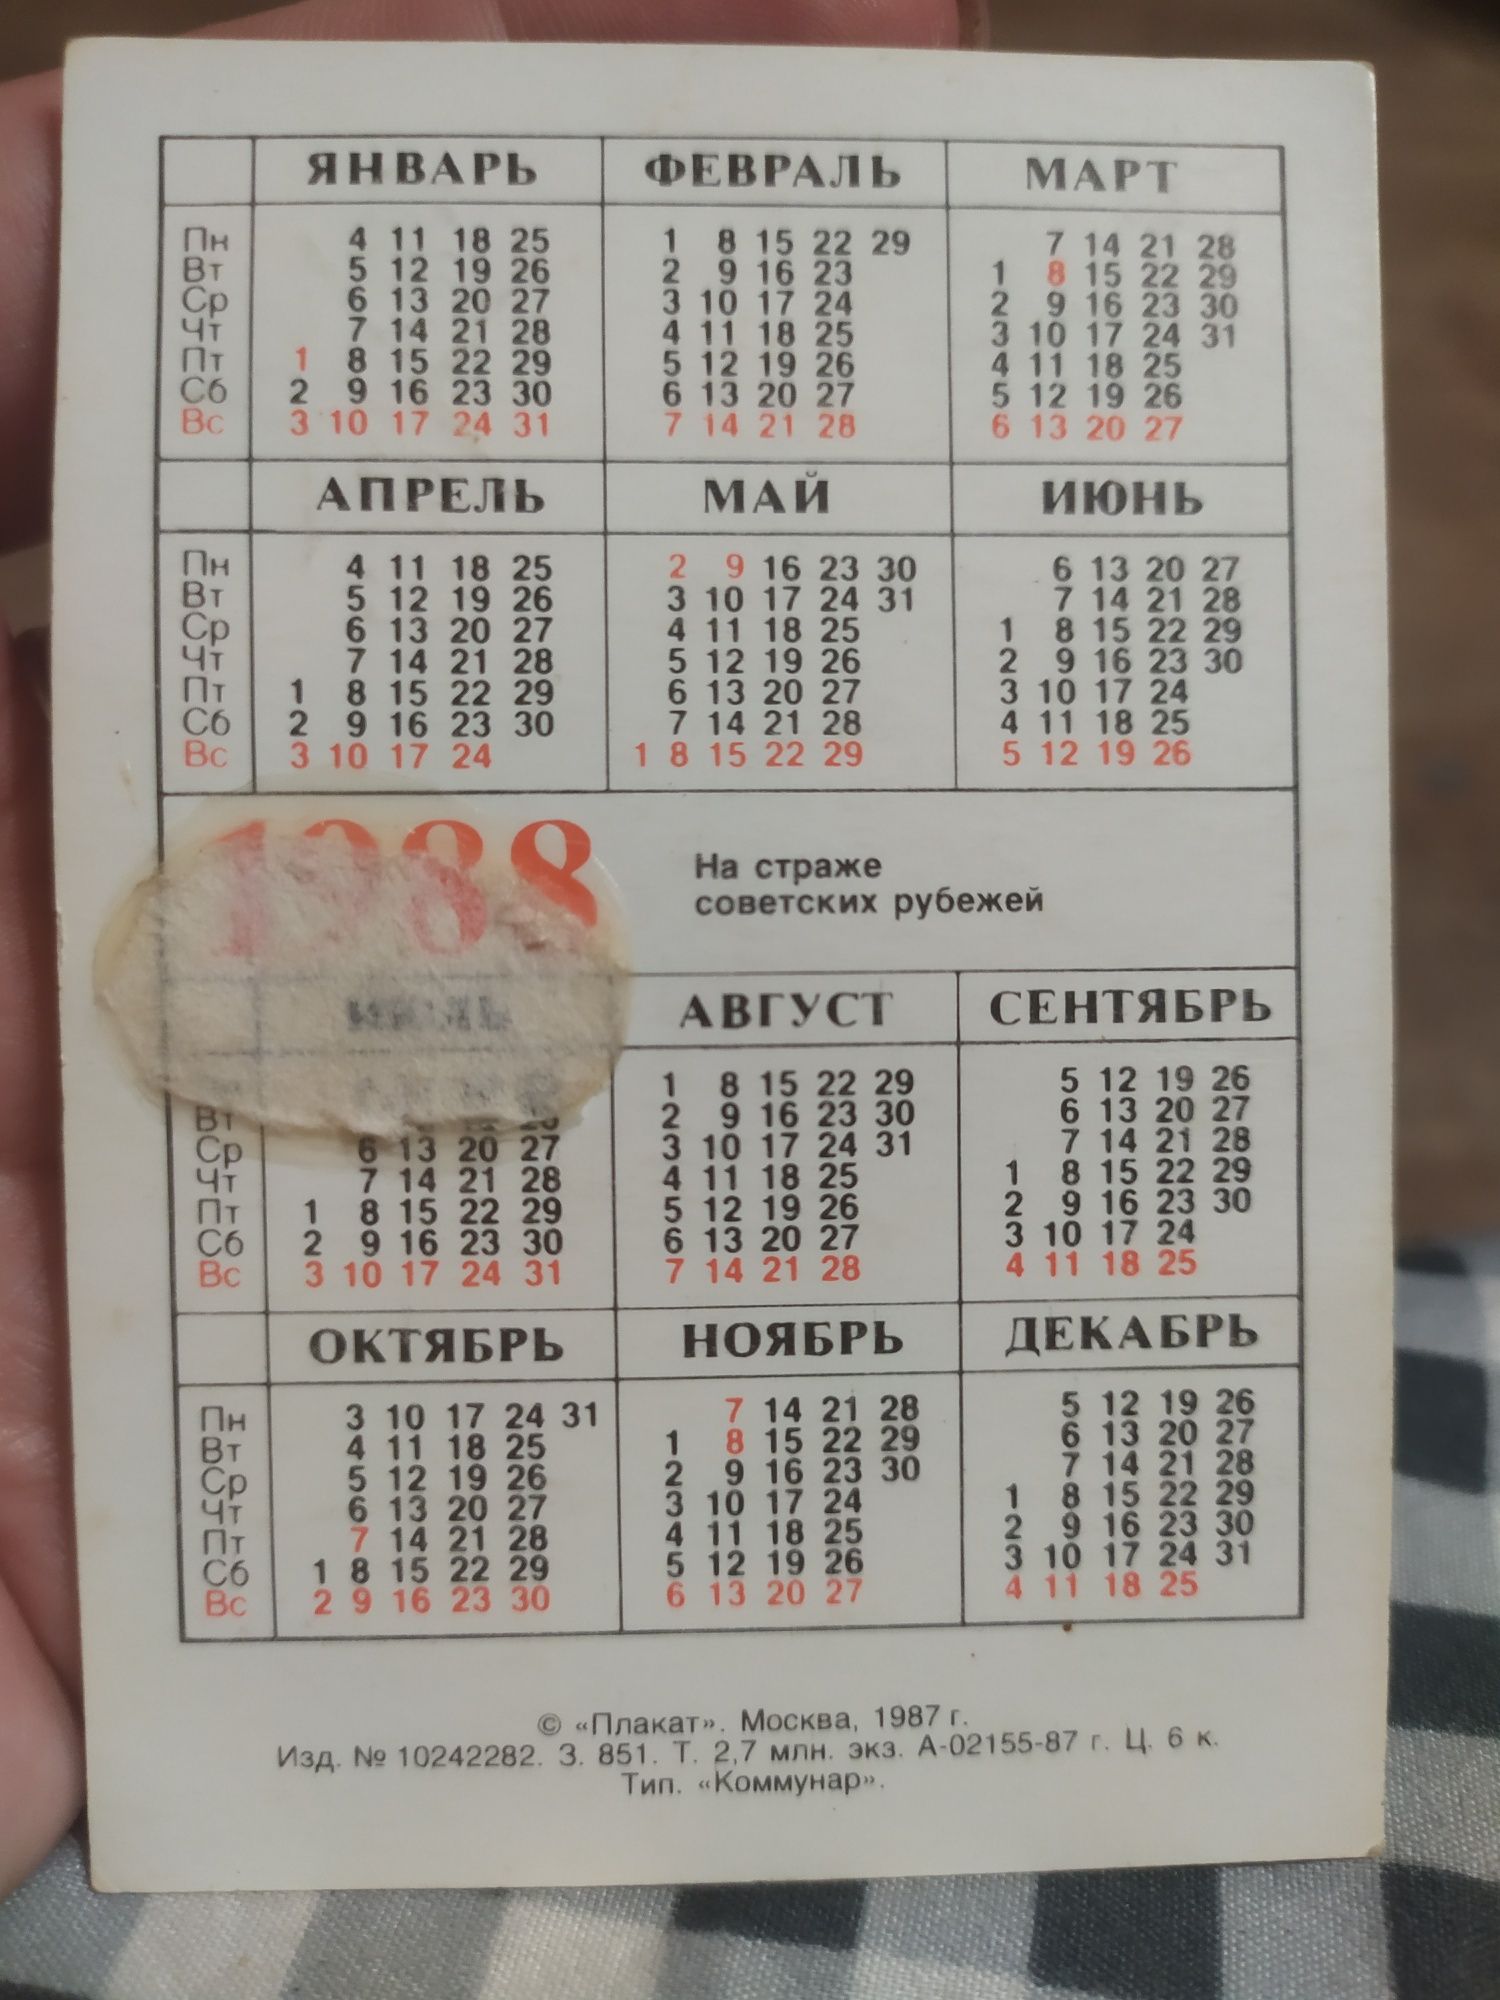 ЯНВАРЬ ФЕВРАЛЬ МАРТ
Пн 4 11 18 25 1 8 15 22 29 7 14 21 28
Вт 5 12 19 26 2 9 16 23 1 8 15 22 29
Ср 6 13 20 27 3 10 17 24 2 9 16 23 30
Чт 7 14 21 28 4 11 18 25 3 10 17 24 31
Пт 1 8 15 22 29 5 12 19 26 4 11 18 25
Сб 2 9 16 23 30 6 13 20 27 5 12 19 26
Вс 3 10 17 24 31 7 14 21 28 6 13 20 27
АПРЕЛЬ МАЙ ИЮНЬ
Пн 4 11 18 25 2 9 16 23 30 6 13 20 27
Вт 5 12 19 26 3 10 17 24 31 7 14 21 28
Ср 6 13 20 27 4 11 18 25 1 8 15 22 29
Чт 7 14 21 28 5 12 19 26 2 9 16 23 30
Пт 1 8 15 22 29 6 13 20 27 3 10 17 24
Сб 2 9 16 23 30 7 14 21 28 4 11 18 25
Вс 3 10 17 24 1 8 15 22 29 5 12 19 26
1988
На страже
советских рубежей
ИЮЛЬ АВГУСТ СЕНТЯБРЬ
1 8 15 22 29 5 12 19 26
Вт 2 9 16 23 30 6 13 20 27
Ср 6 13 20 27 3 10 17 24 31 7 14 21 28
Чт 7 14 21 28 4 11 18 25 1 8 15 22 29
Пт 1 8 15 22 29 5 12 19 26 2 9 16 23 30
Сб 2 9 16 23 30 6 13 20 27 3 10 17 24
Вс 3 10 17 24 31 7 14 21 28 4 11 18 25
ОКТЯБРЬ НОЯБРЬ ДЕКАБРЬ
Пн 3 10 17 24 31 7 14 21 28 5 12 19 26
Вт 4 11 18 25 1 8 15 22 29 6 13 20 27
Ср 5 12 19 26 2 9 16 23 30 7 14 21 28
Чт 6 13 20 27 3 10 17 24 1 8 15 22 29
Пт 7 14 21 28 4 11 18 25 2 9 16 23 30
Сб 1 8 15 22 29 5 12 19 26 3 10 17 24 31
Вс 2 9 16 23 30 6 13 20 27 4 11 18 25
© «Плакат». Москва, 1987 г.
Изд. № 10242282. З. 851. Т. 2,7 млн. экз. А-02155-87 г. Ц. 6 к.
Тип. «Коммунар».